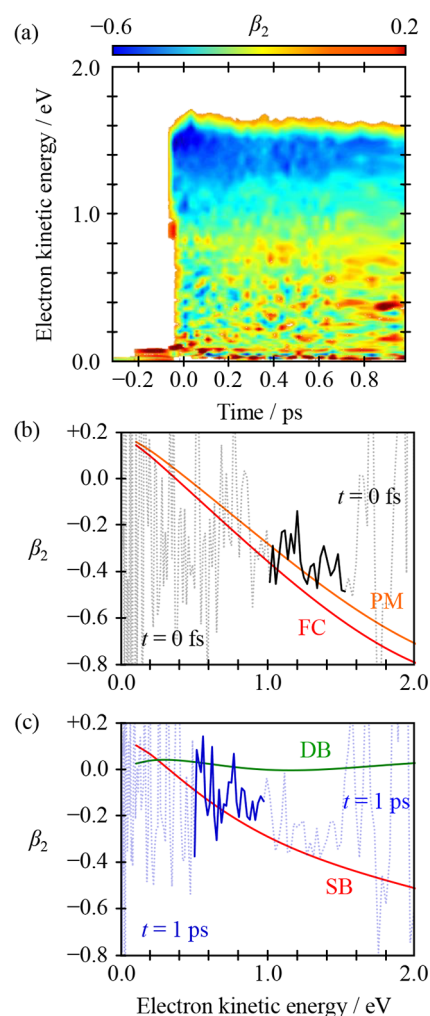 (a)
−0.6 β2 0.2
2.0
1.0
0.0
Electron kinetic energy / eV
−0.2 0.0 0.2 0.4 0.6 0.8
Time / ps
(b)
+0.2
0.0
−0.2
−0.4
−0.6
−0.8
β2
t = 0 fs
PM
FC
t = 0 fs
0.0 1.0 2.0
(c)
+0.2
0.0
−0.2
−0.4
−0.6
−0.8
β2
DB
t = 1 ps
SB
t = 1 ps
0.0 1.0 2.0
Electron kinetic energy / eV